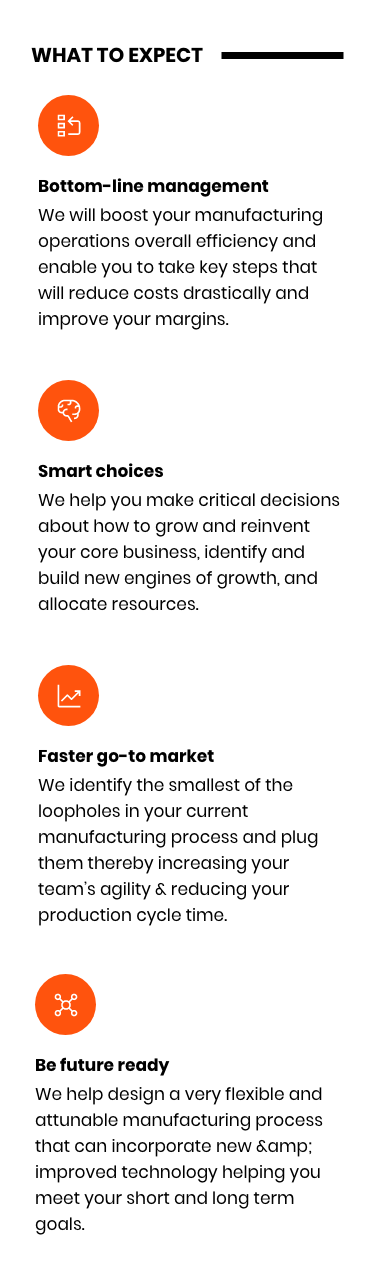 WHAT TO EXPECT
Bottom-line management
We will boost your manufacturing
operations overall efficiency and
enable you to take key steps that
will reduce costs drastically and
improve your margins.
Smart choices
We help you make critical decisions
about how to grow and reinvent
your core business, identify and
build new engines of growth, and
allocate resources.
Faster go-to market
We identify the smallest of the
loopholes in your current
manufacturing process and plug
them thereby increasing your
team's agility & reducing your
production cycle time.
Be future ready
We help design a very flexible and
attunable manufacturing process
that can incorporate new &amp;
improved technology helping you
meet your short and long term
goals.